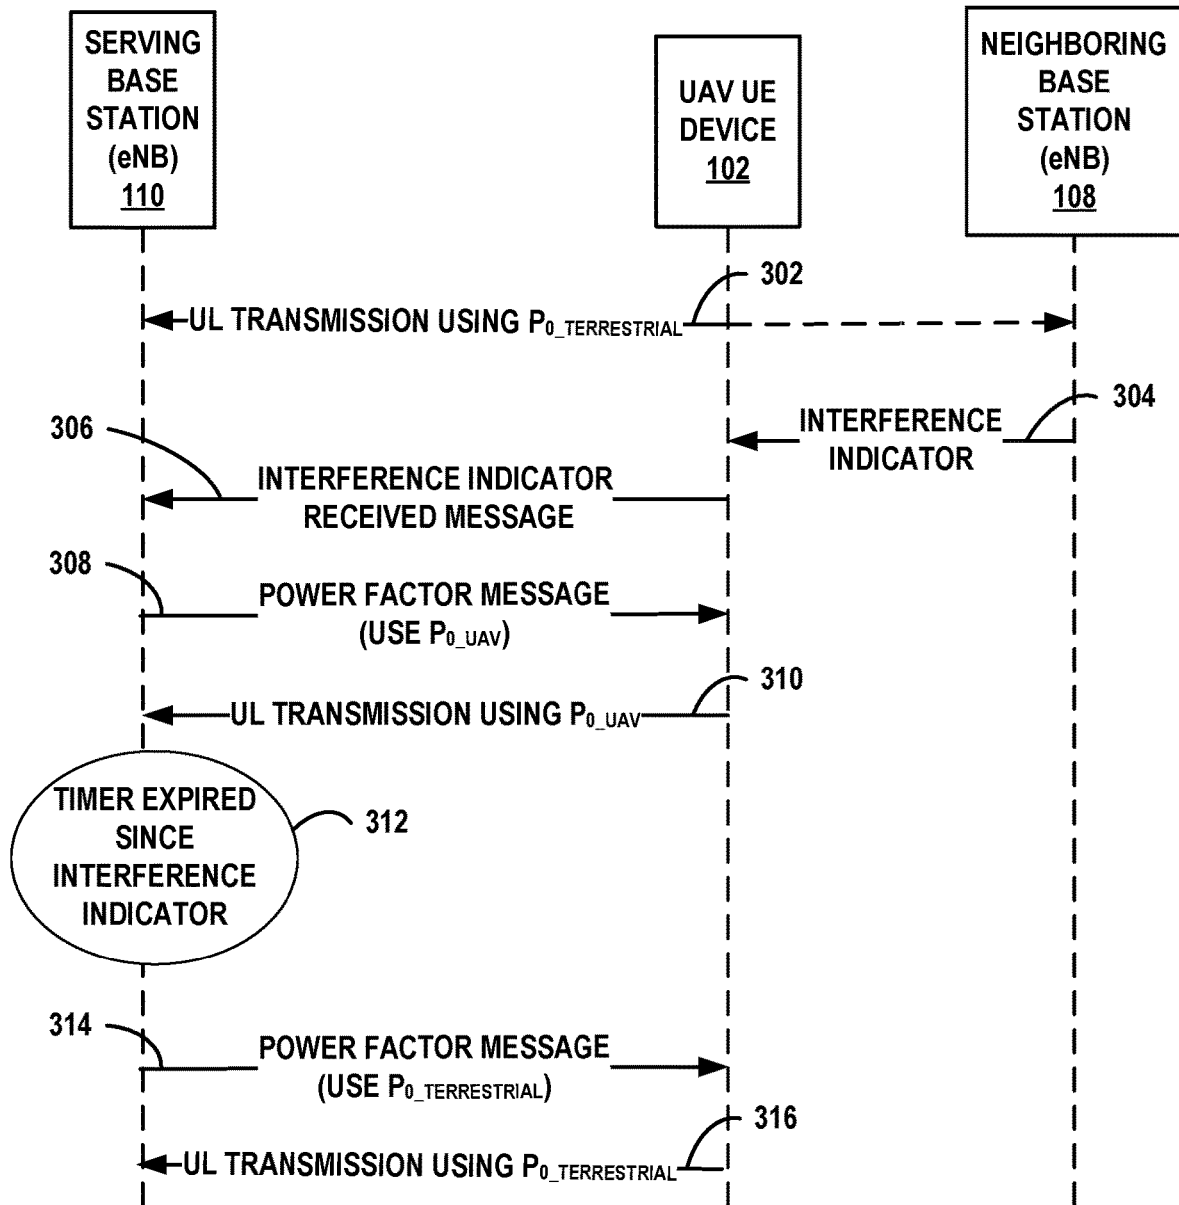 SERVING
BASE
STATION
(eNB)
110
UAV UE
DEVICE
102
NEIGHBORING
BASE
STATION
(eNB)
108
302
UL TRANSMISSION USING P0_TERRESTRIAL
304
INTERFERENCE
INDICATOR
306
INTERFERENCE INDICATOR
RECEIVED MESSAGE
308
POWER FACTOR MESSAGE
(USE P0_UAV)
310
UL TRANSMISSION USING P0_UAV
TIMER EXPIRED
SINCE
INTERFERENCE
INDICATOR
312
314
POWER FACTOR MESSAGE
(USE P0_TERRESTRIAL)
316
UL TRANSMISSION USING P0_TERRESTRIAL